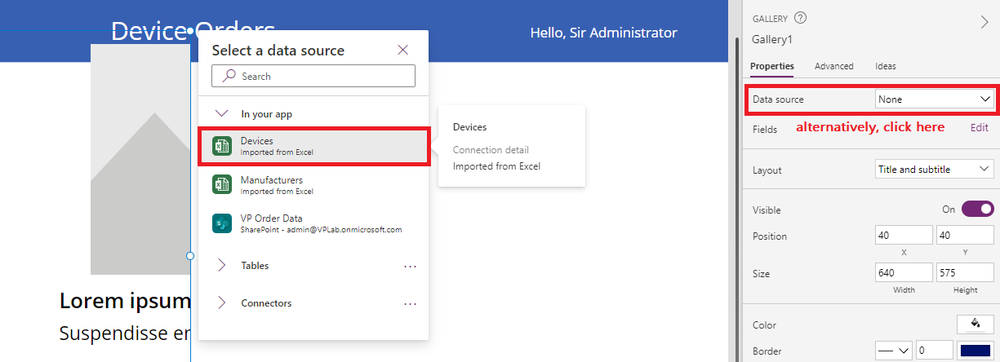 Device Orders
Hello, Sir Administrator
Select a data source
Search
In your app
Devices
Imported from Excel
Manufacturers
Imported from Excel
VP Order Data
SharePoint - admin@VPLab.onmicrosoft.com
Tables
...
Connectors
...
Devices
Connection detail
Imported from Excel
Lorem ipsum
Suspendisse
GALLERY ?
Gallery1
Properties Advanced Ideas
Data source None
Fields alternatively, click here Edit
Layout Title and subtitle
Visible On
Position 40 40
X Y
Size 640 575
Width Height
Color
Border 0